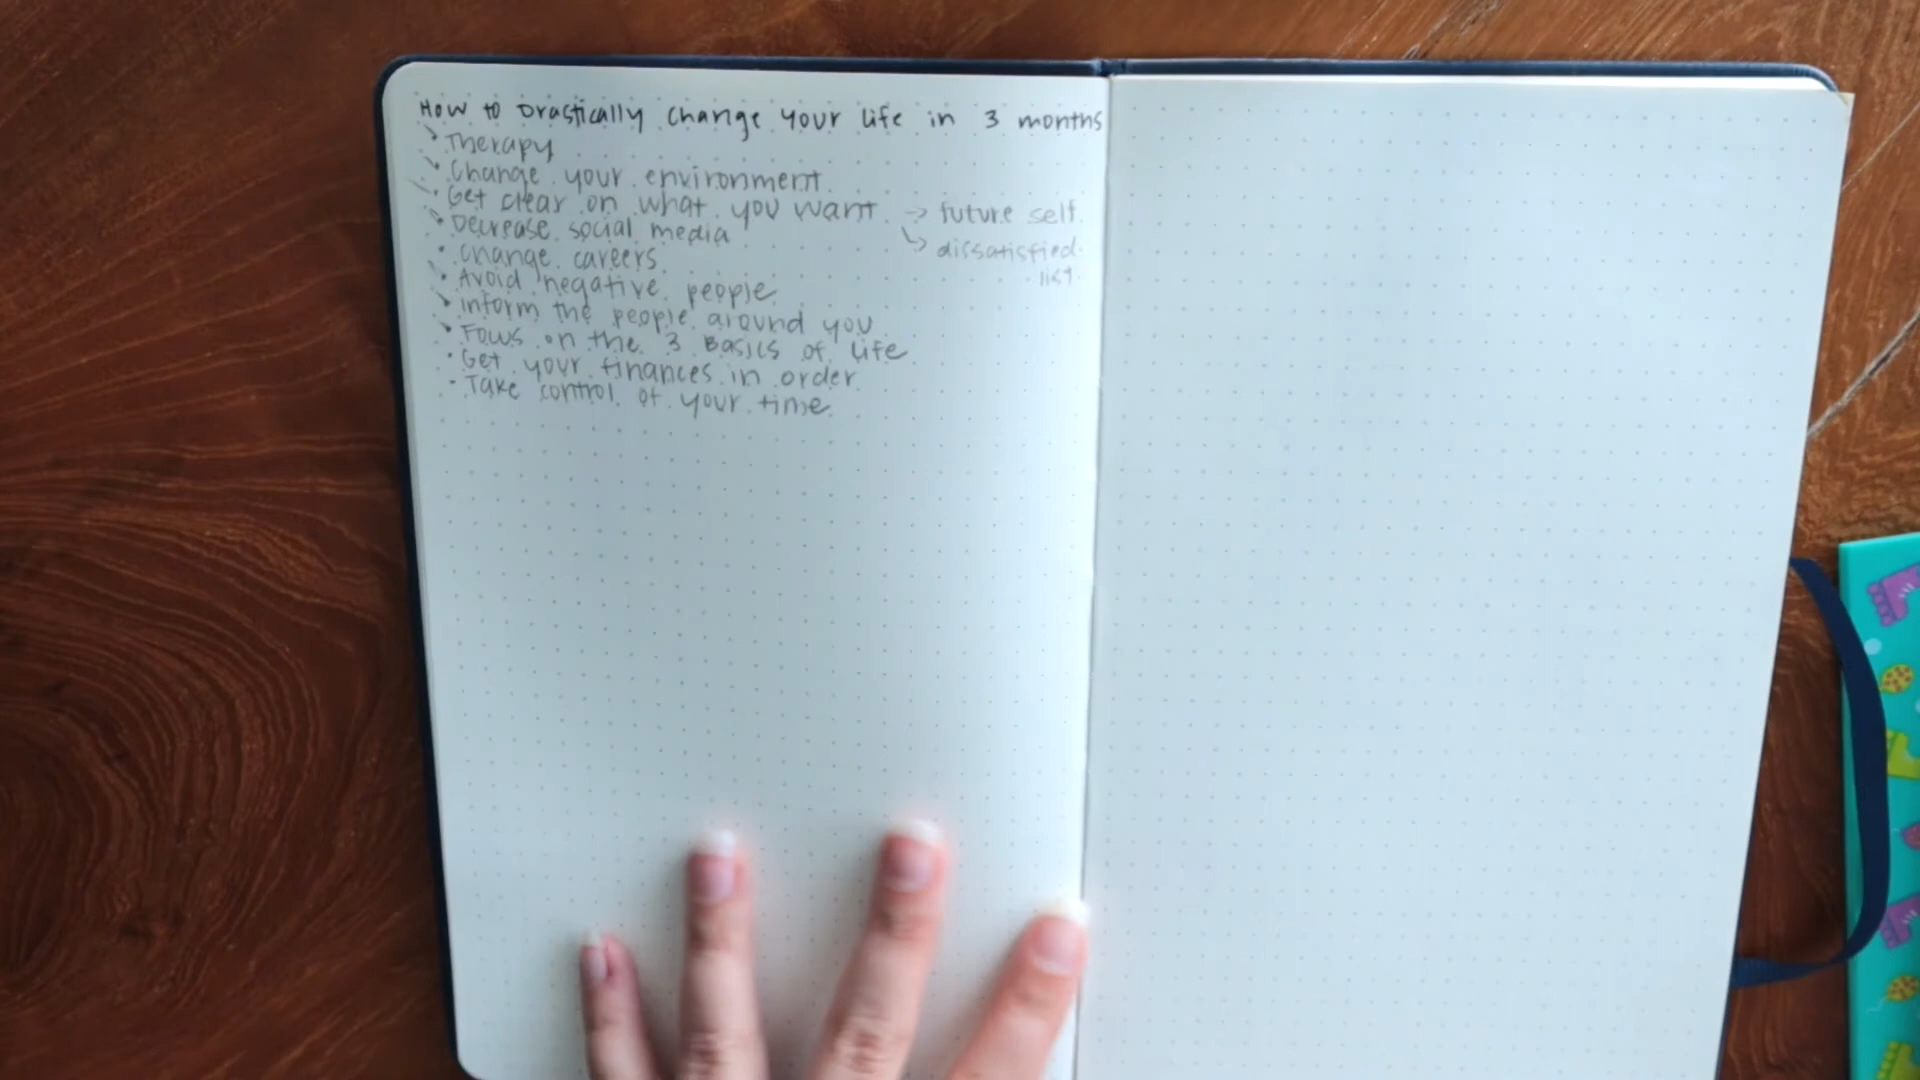 How to Drastically Change Your Life in 3 months
• Therapy
• Change your environment
• Get clear on what you want → future self
↳ dissatisfied list
• Decrease social media
• Change careers
• Avoid negative people
• Inform the people around you
• Focus on the 3 Basics of Life
• Get your finances in order
• Take control of your time